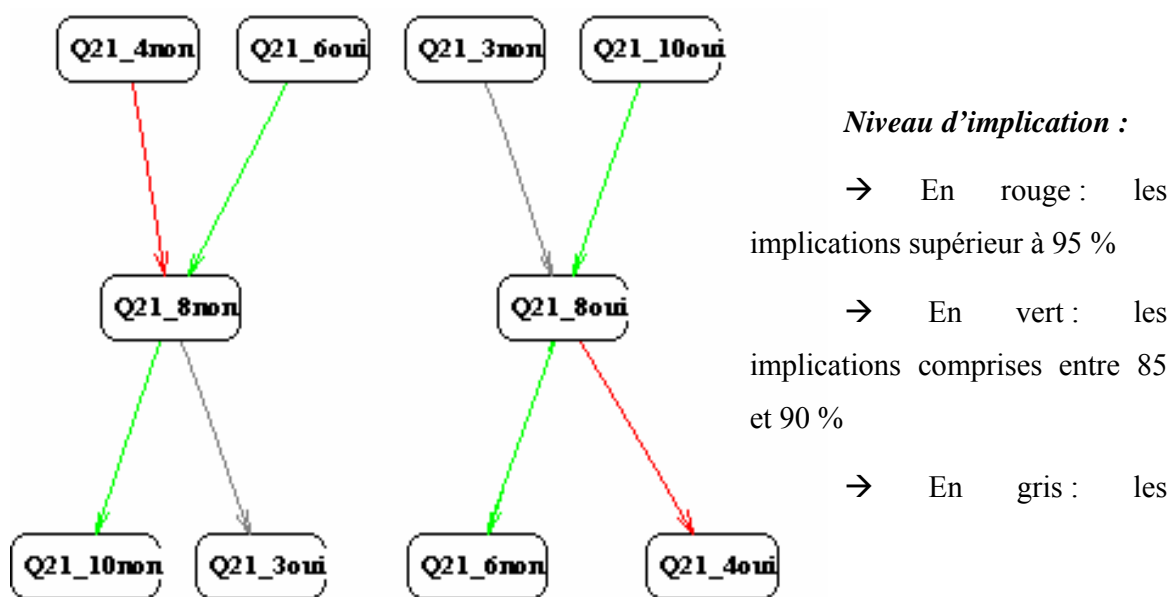 Q21_4non Q21_6oui Q21_3non Q21_10oui
Niveau d’implication :
→ En rouge : les
implications supérieur à 95 %
Q21_8non Q21_8oui
→ En vert : les
implications comprises entre 85
et 90 %
→ En gris : les
Q21_10non Q21_3oui Q21_6non Q21_4oui